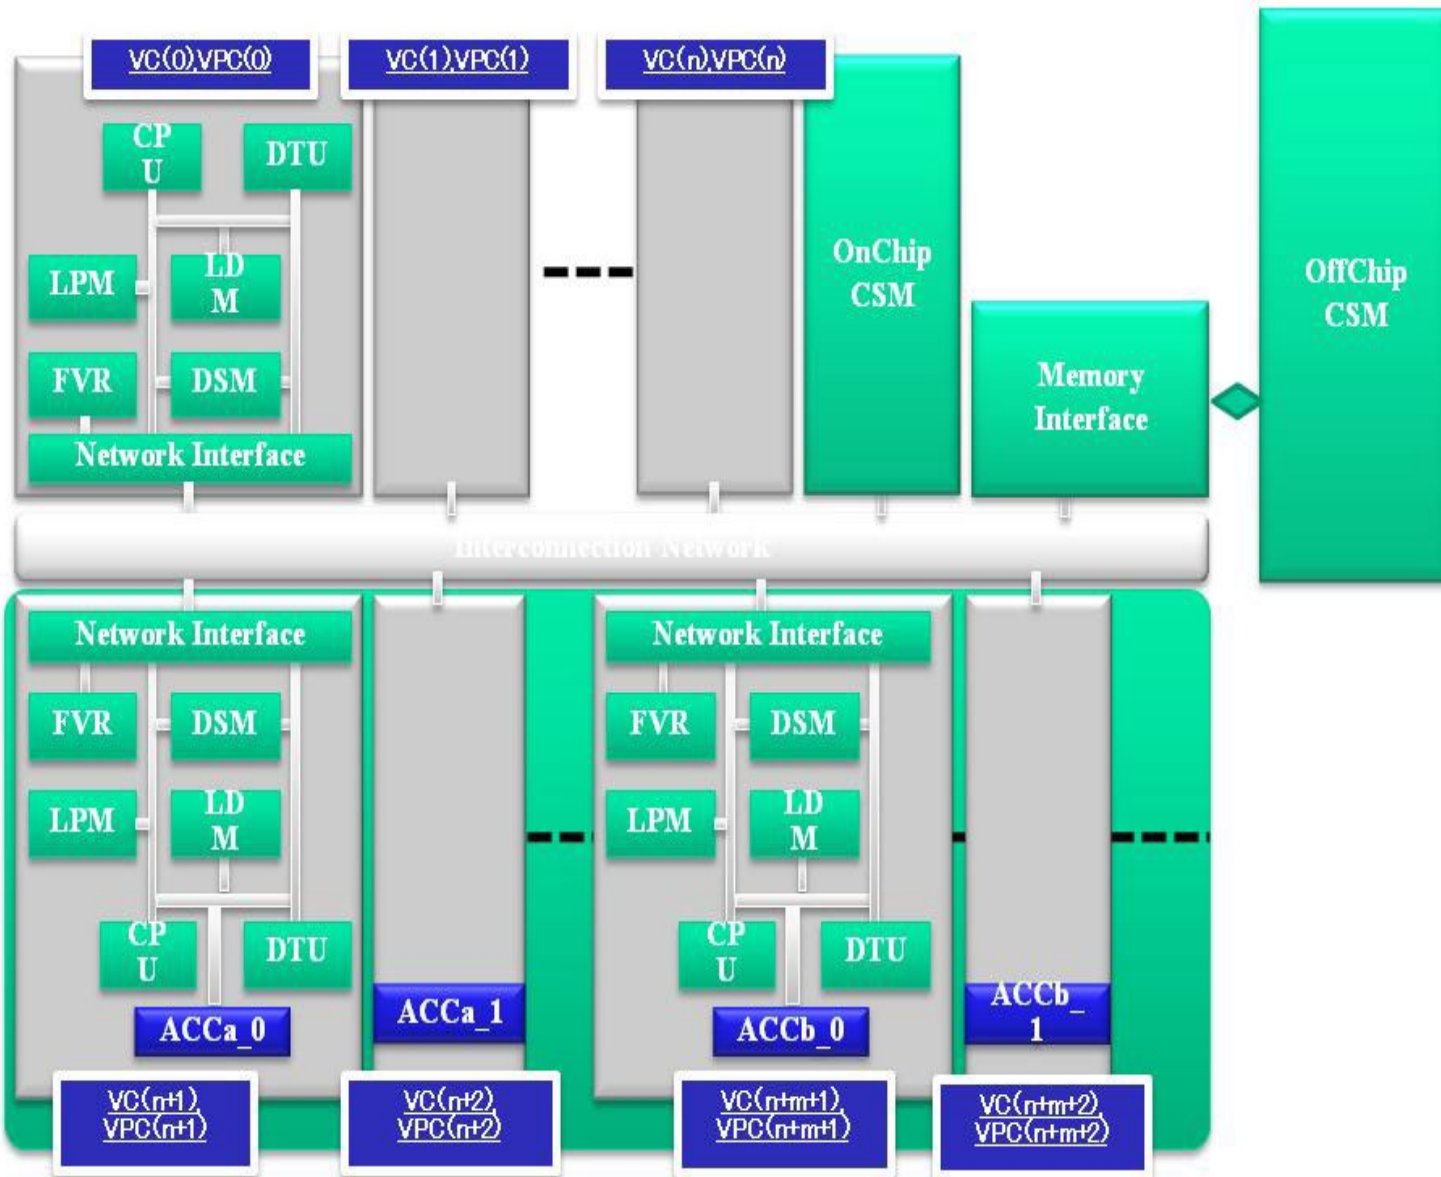 VC(0),VPC(0)
VC(1),VPC(1)
VC(n),VPC(n)
CP
U
DTU
LPM
LD
M
FVR
DSM
Network Interface
OnChip
CSM
Memory
Interface
OffChip
CSM
Interconnection Network
Network Interface
FVR
DSM
LPM
LD
M
CP
U
DTU
ACCa_0
ACCa_1
Network Interface
FVR
DSM
LPM
LD
M
CP
U
DTU
ACCb_0
ACCb_
1
VC(n+1),
VPC(n+1)
VC(n+2),
VPC(n+2)
VC(n+m+1),
VPC(n+m+1)
VC(n+m+2),
VPC(n+m+2)